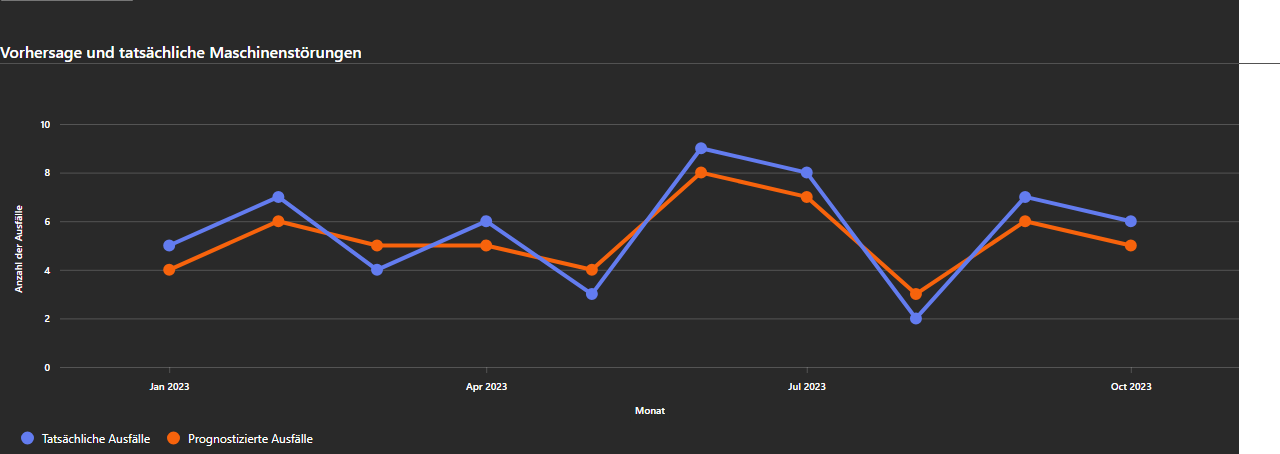 Vorhersage und tatsächliche Maschinenstörungen
10
8
6
4
2
0
Anzahl der Ausfälle
Jan 2023 Apr 2023 Jul 2023 Oct 2023
Monat
Tatsächliche Ausfälle Prognostizierte Ausfälle